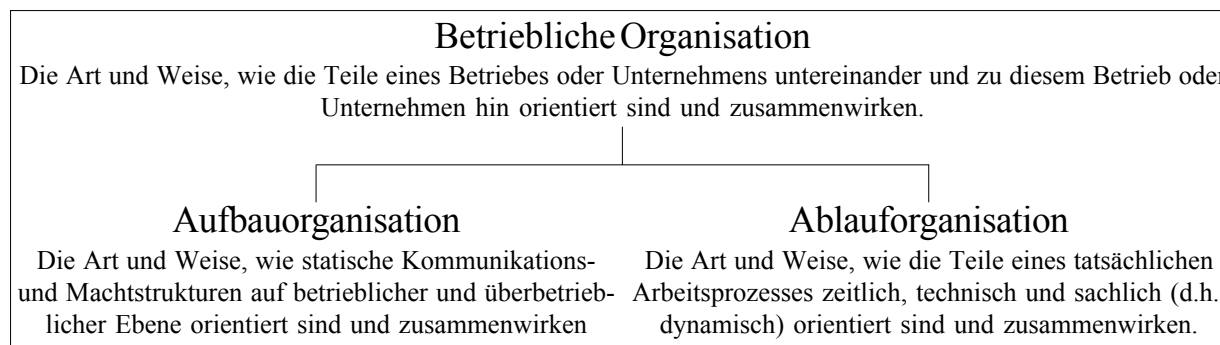 Betriebliche Organisation
Die Art und Weise, wie die Teile eines Betriebes oder Unternehmens untereinander und zu diesem Betrieb oder
Unternehmen hin orientiert sind und zusammenwirken.
Aufbauorganisation
Die Art und Weise, wie statische Kommunikations-
und Machtstrukturen auf betrieblicher und überbetrieb-
licher Ebene orientiert sind und zusammenwirken
Ablauforganisation
Die Art und Weise, wie die Teile eines tatsächlichen
Arbeitsprozesses zeitlich, technisch und sachlich (d.h.
dynamisch) orientiert sind und zusammenwirken.